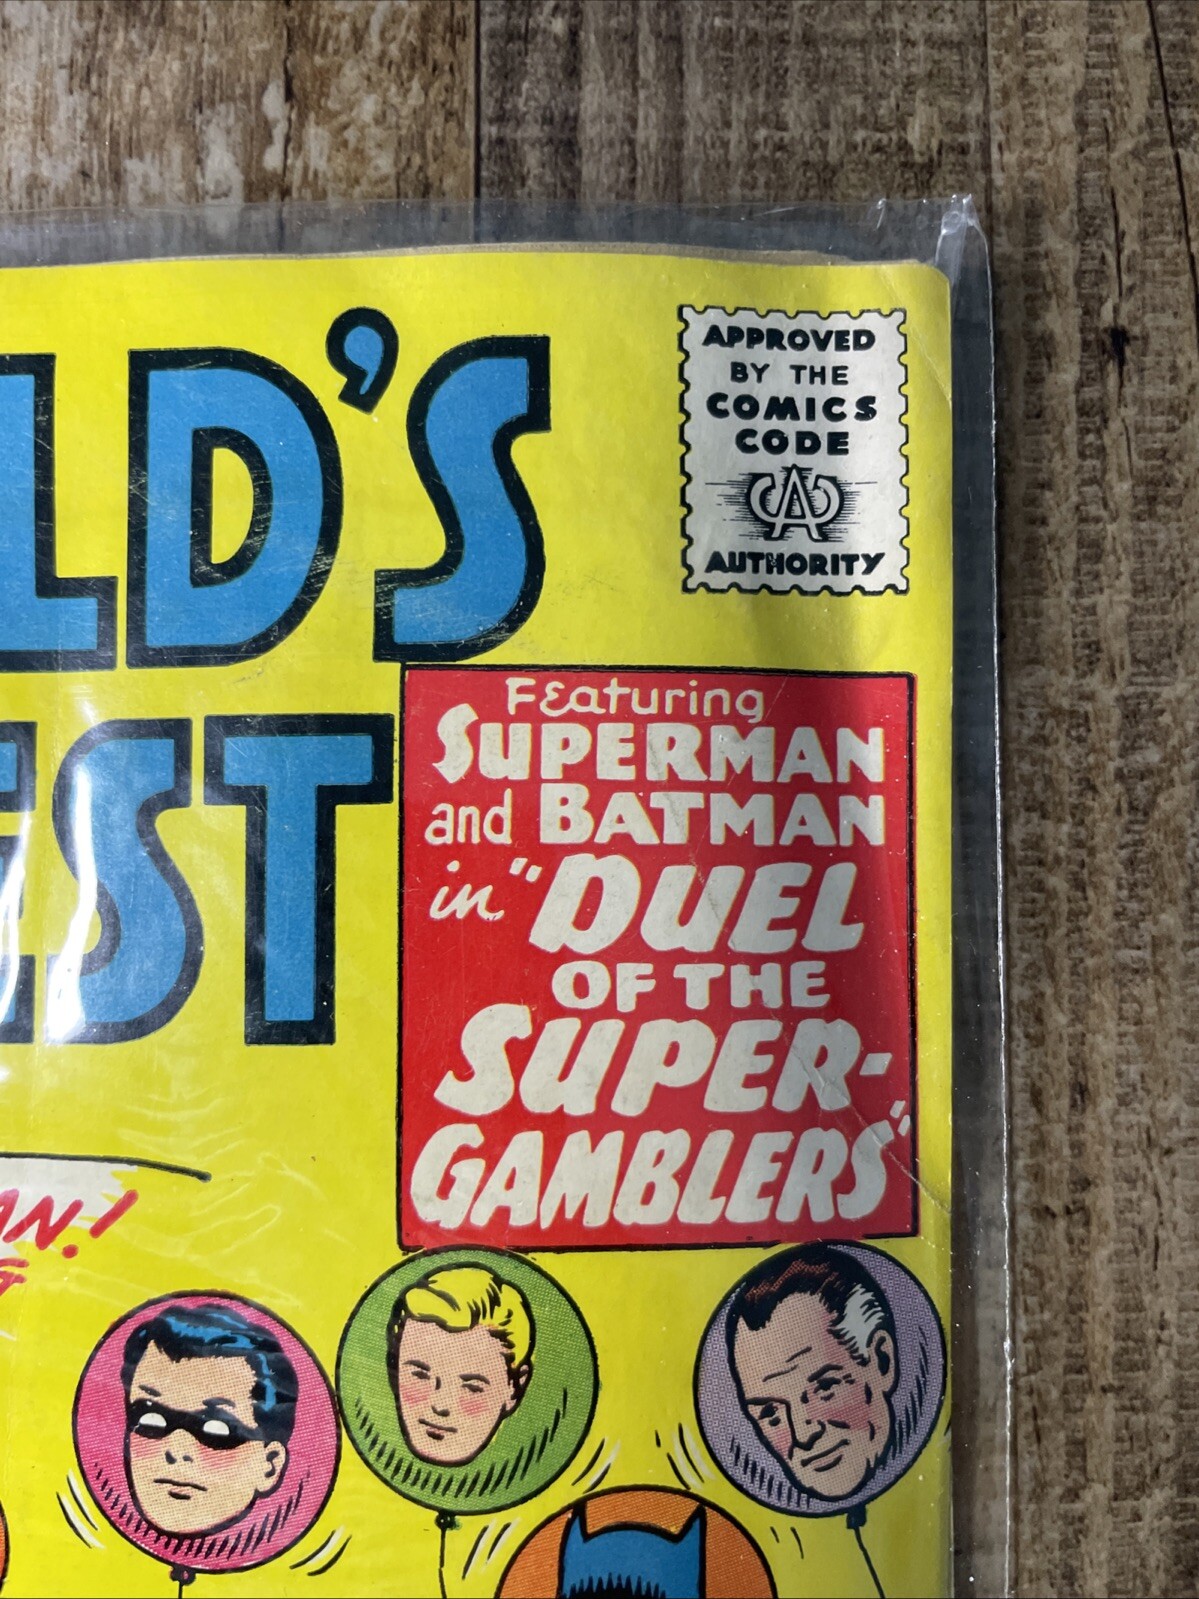 APPROVED
BY THE
COMICS
CODE
CA
AUTHORITY
LD'S
EST
Featuring
SUPERMAN
and BATMAN
in "DUEL
OF THE
SUPER-
GAMBLERS"
AN!